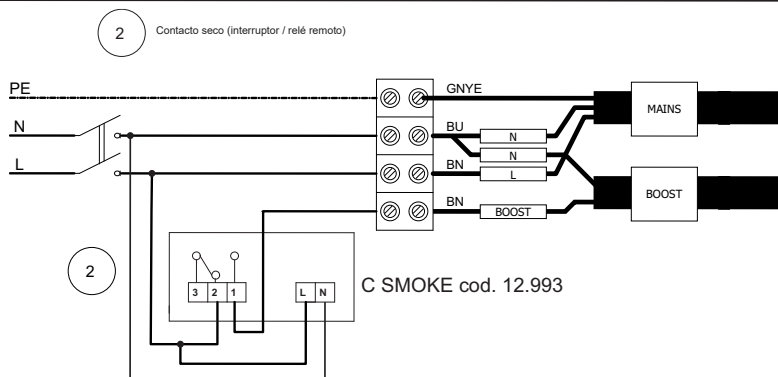 2
Contacto seco (interruptor / relé remoto)
PE
GNYE
MAINS
N
BU
N
N
L
BN
L
BOOST
BN
BOOST
2
3 2 1
L N
C SMOKE cod. 12.993